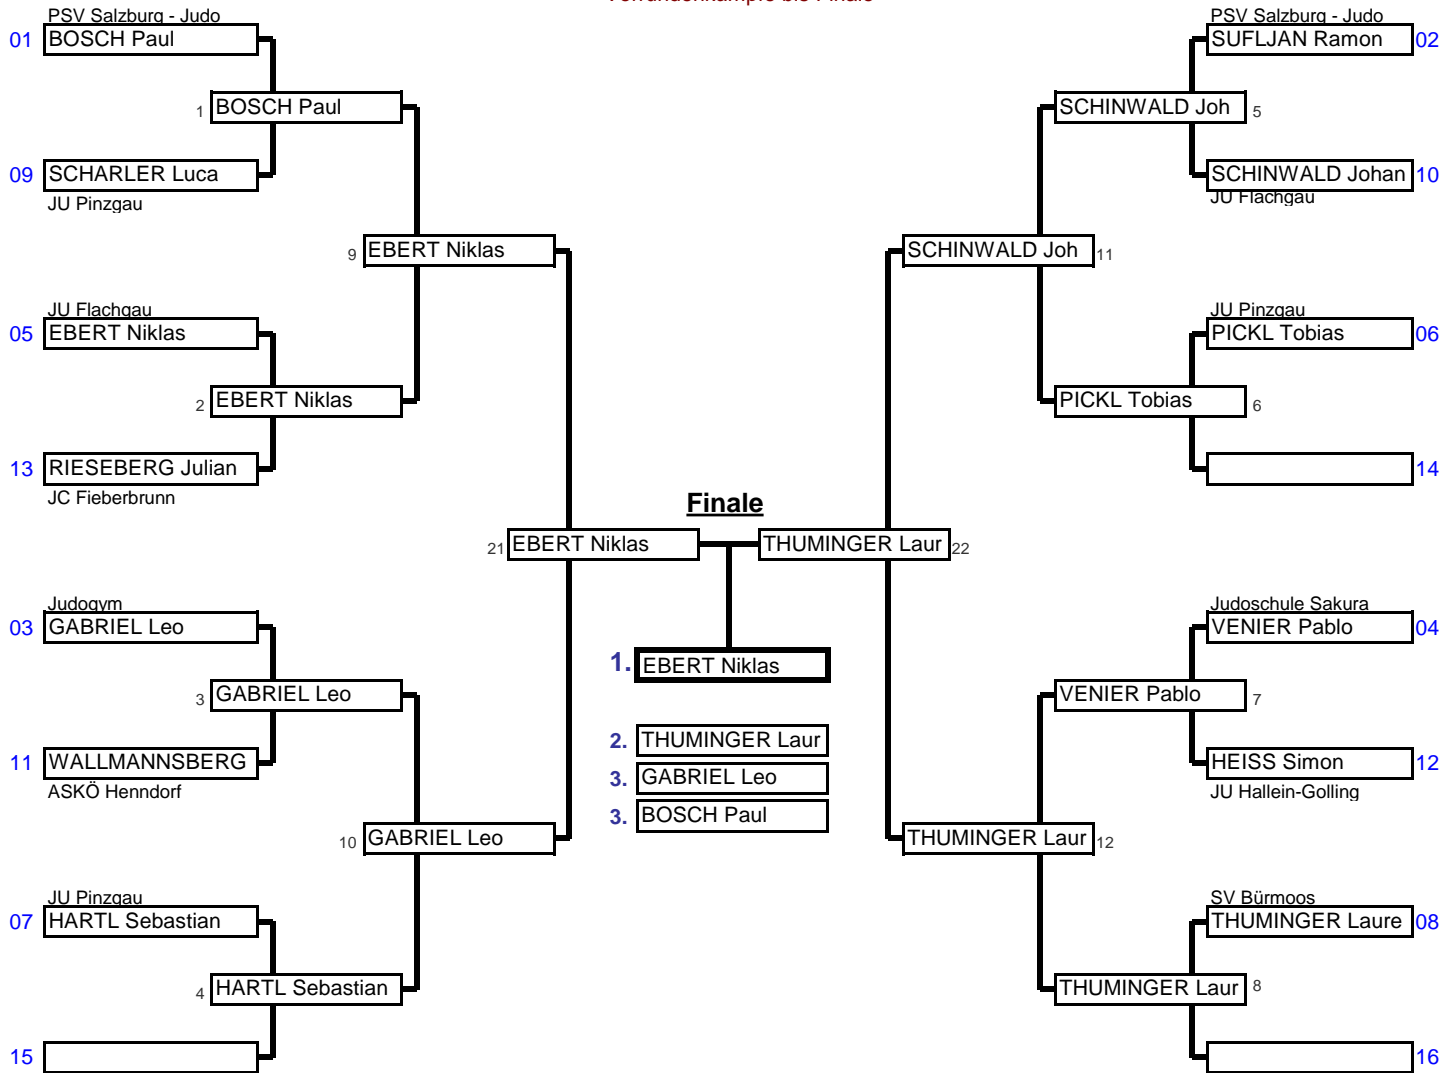 PSV Salzburg - Judo
01 BOSCH Paul
1 BOSCH Paul
09 SCHARLER Luca
JU Pinzgau
9 EBERT Niklas
JU Flachgau
05 EBERT Niklas
2 EBERT Niklas
13 RIESEBERG Julian
JC Fieberbrunn
21 EBERT Niklas
Judogym
03 GABRIEL Leo
3 GABRIEL Leo
11 WALLMANNSBERG
ASKÖ Henndorf
10 GABRIEL Leo
JU Pinzgau
07 HARTL Sebastian
4 HARTL Sebastian
15
Finale
1. EBERT Niklas
2. THUMINGER Laur
3. GABRIEL Leo
3. BOSCH Paul
PSV Salzburg - Judo
SUFLJAN Ramon 02
SCHINWALD Joh 5
SCHINWALD Johan 10
JU Flachgau
SCHINWALD Joh 11
JU Pinzgau
PICKL Tobias 06
PICKL Tobias 6
14
THUMINGER Laur 22
Judoschule Sakura
VENIER Pablo 04
VENIER Pablo 7
HEISS Simon 12
JU Hallein-Golling
THUMINGER Laur 12
SV Bürmoos
THUMINGER Laure 08
THUMINGER Laur 8
16